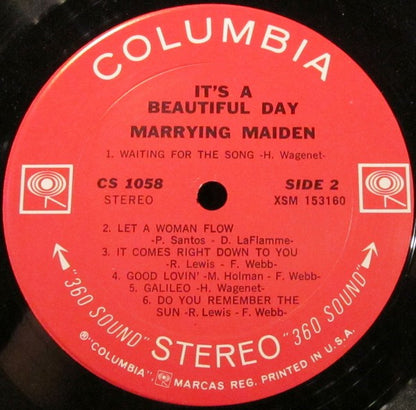 COLUMBIA
IT'S A
BEAUTIFUL DAY
MARRYING MAIDEN
1. WAITING FOR THE SONG -H. Wagenet-
CS 1058
STEREO
SIDE 2
XSM 153160
2. LET A WOMAN FLOW
-P. Santos - D. LaFlamme-
3. IT COMES RIGHT DOWN TO YOU
-R. Lewis - F. Webb-
4. GOOD LOVIN' -M. Holman - F. Webb-
5. GALILEO -H. Wagenet-
6. DO YOU REMEMBER THE
SUN -R. Lewis - F. Webb-
"360 SOUND" STEREO "360 SOUND"
® "COLUMBIA", MARCAS REG. PRINTED IN U.S.A.